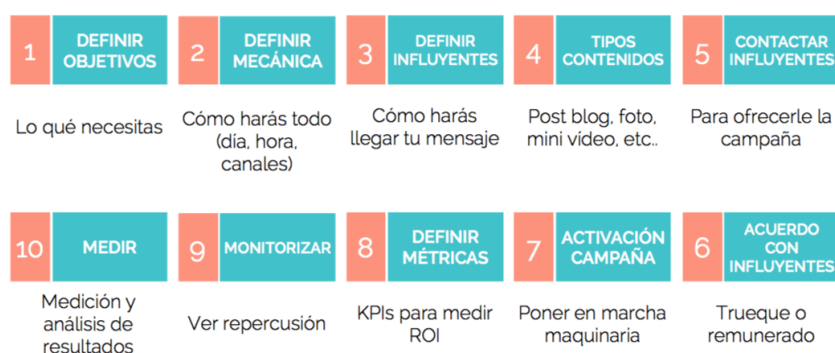 1
DEFINIR
OBJETIVOS
Lo qué necesitas
2
DEFINIR
MECÁNICA
Cómo harás todo
(día, hora,
canales)
3
DEFINIR
INFLUYENTES
Cómo harás
llegar tu mensaje
4
TIPOS
CONTENIDOS
Post blog, foto,
mini vídeo, etc..
5
CONTACTAR
INFLUYENTES
Para ofrecerle la
campaña
10
MEDIR
Medición y
análisis de
resultados
9
MONITORIZAR
Ver repercusión
8
DEFINIR
MÉTRICAS
KPIs para medir
ROI
7
ACTIVACIÓN
CAMPAÑA
Poner en marcha
maquinaria
6
ACUERDO
CON
INFLUYENTES
Trueque o
remunerado